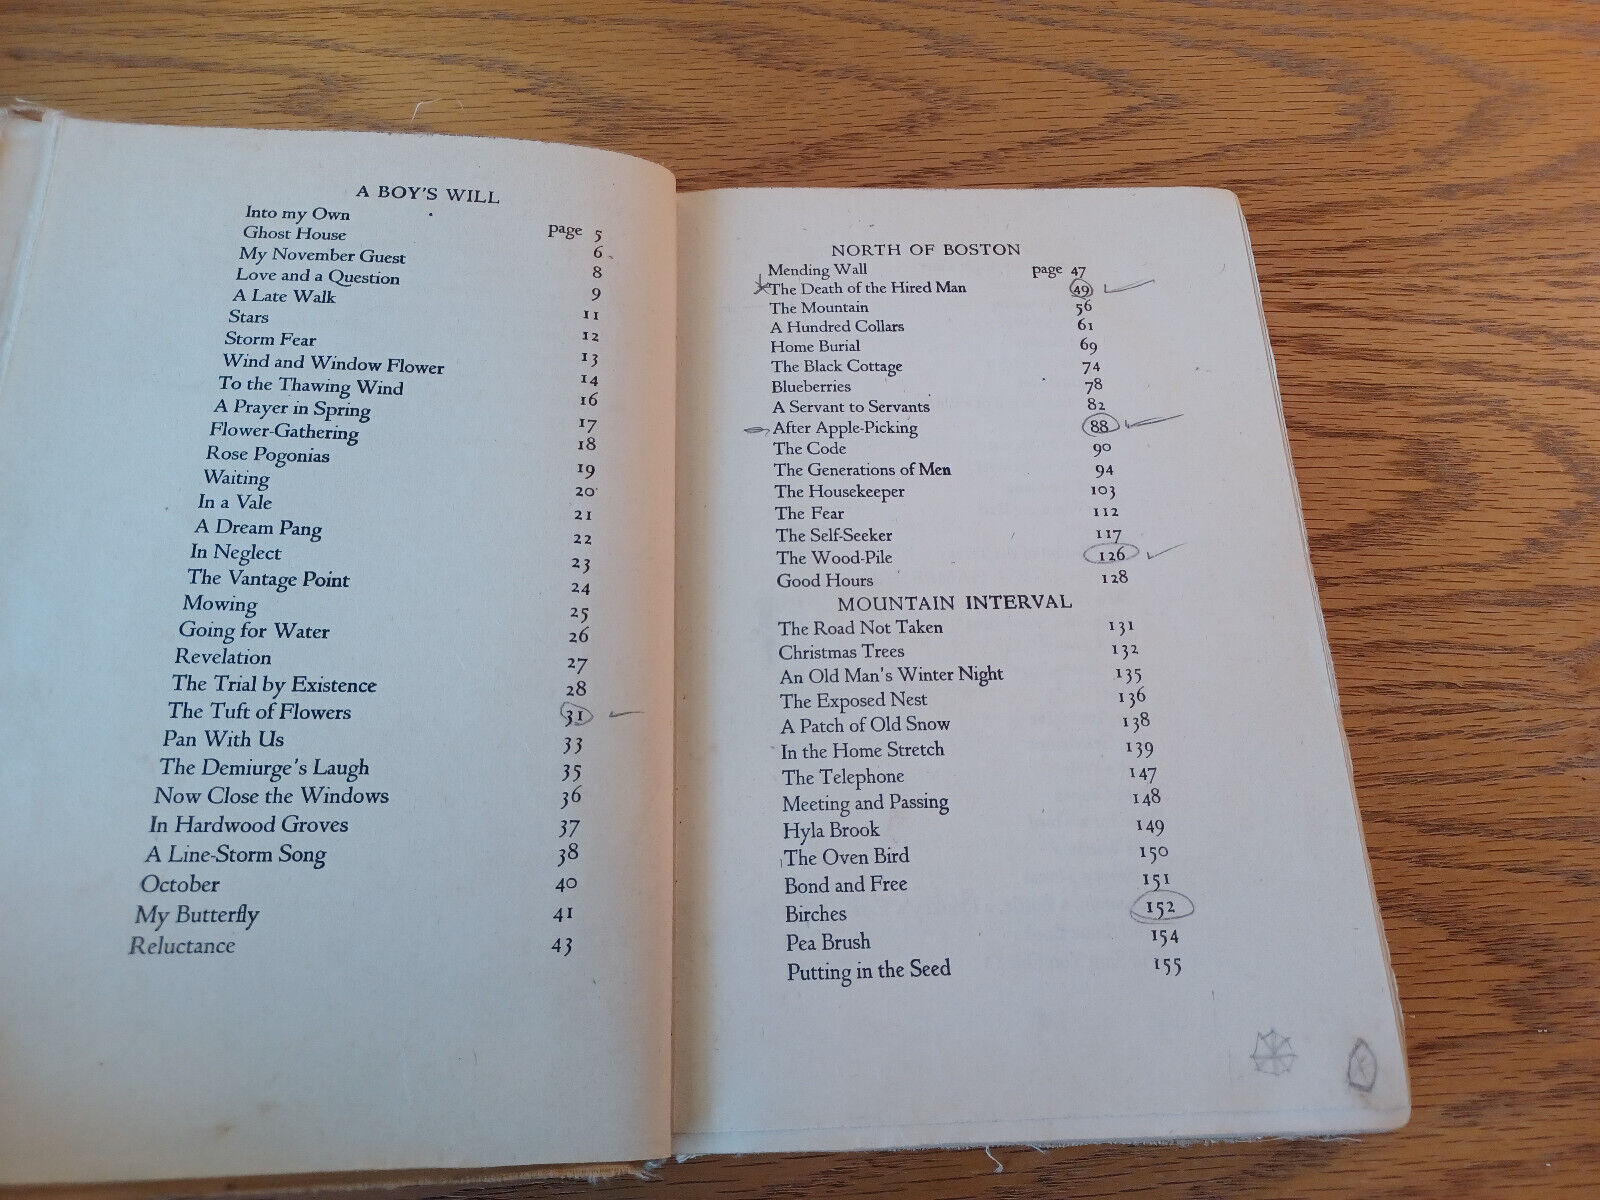 A BOY'S WILL
Into my Own page 5
Ghost House 6
My November Guest 8
Love and a Question 9
A Late Walk 11
Stars 12
Storm Fear 13
Wind and Window Flower 14
To the Thawing Wind 16
A Prayer in Spring 17
Flower-Gathering 18
Rose Pogonias 19
Waiting 20
In a Vale 21
A Dream Pang 22
In Neglect 23
The Vantage Point 24
Mowing 25
Going for Water 26
Revelation 27
The Trial by Existence 28
The Tuft of Flowers 31
Pan With Us 33
The Demiurge's Laugh 35
Now Close the Windows 36
In Hardwood Groves 37
A Line-Storm Song 38
October 40
My Butterfly 41
Reluctance 43
NORTH OF BOSTON
Mending Wall page 47
The Death of the Hired Man 49
The Mountain 56
A Hundred Collars 61
Home Burial 69
The Black Cottage 74
Blueberries 78
A Servant to Servants 82
After Apple-Picking 88
The Code 90
The Generations of Men 94
The Housekeeper 103
The Fear 112
The Self-Seeker 117
The Wood-Pile 126
Good Hours 128
MOUNTAIN INTERVAL
The Road Not Taken 131
Christmas Trees 132
An Old Man's Winter Night 135
The Exposed Nest 136
A Patch of Old Snow 138
In the Home Stretch 139
The Telephone 147
Meeting and Passing 148
Hyla Brook 149
The Oven Bird 150
Bond and Free 151
Birches 152
Pea Brush 154
Putting in the Seed 155